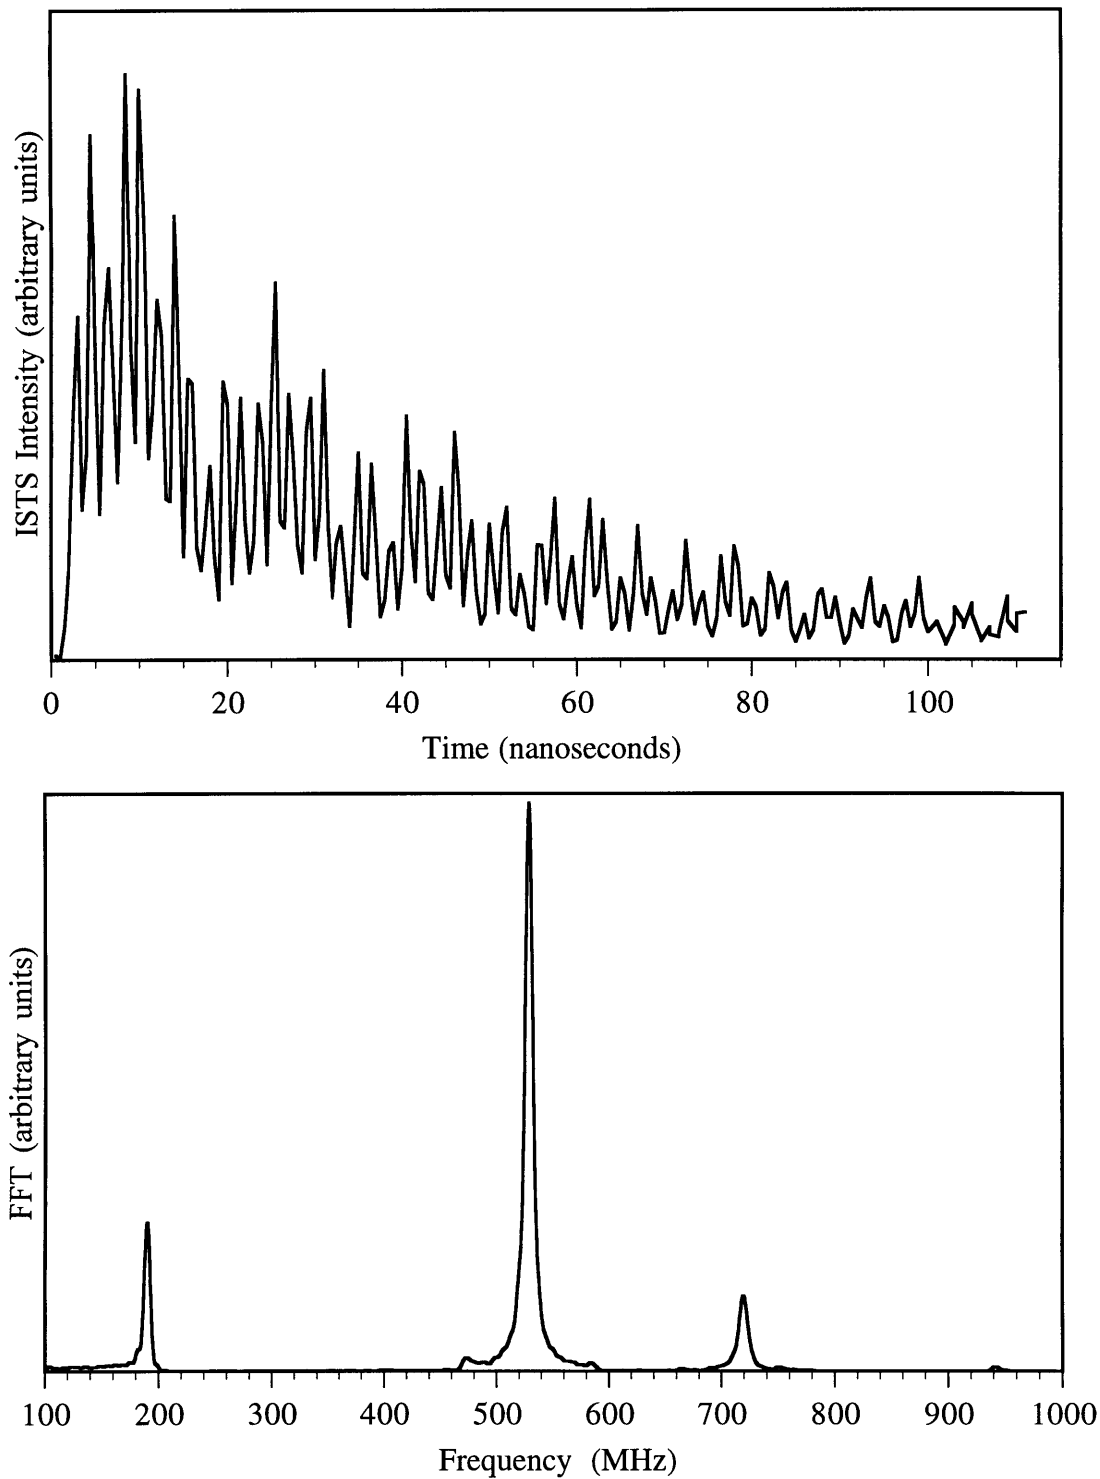 ISTS Intensity (arbitrary units)
0 20 40 60 80 100
Time (nanoseconds)
FFT (arbitrary units)
100 200 300 400 500 600 700 800 900 1000
Frequency (MHz)